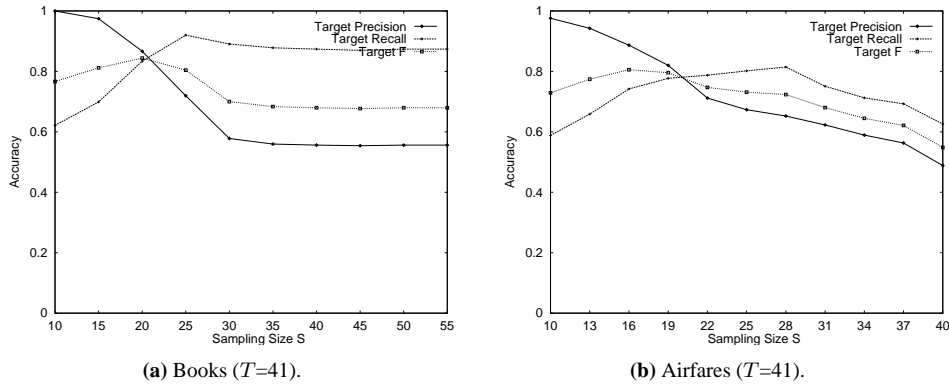 1
0.8
0.6
0.4
0.2
0
Accuracy
10 15 20 25 30 35 40 45 50 55
Sampling Size S
Target Precision
Target Recall
Target F
(a) Books (T=41).
1
0.8
0.6
0.4
0.2
0
Accuracy
10 13 16 19 22 25 28 31 34 37 40
Sampling Size S
Target Precision
Target Recall
Target F
(b) Airfares (T=41).